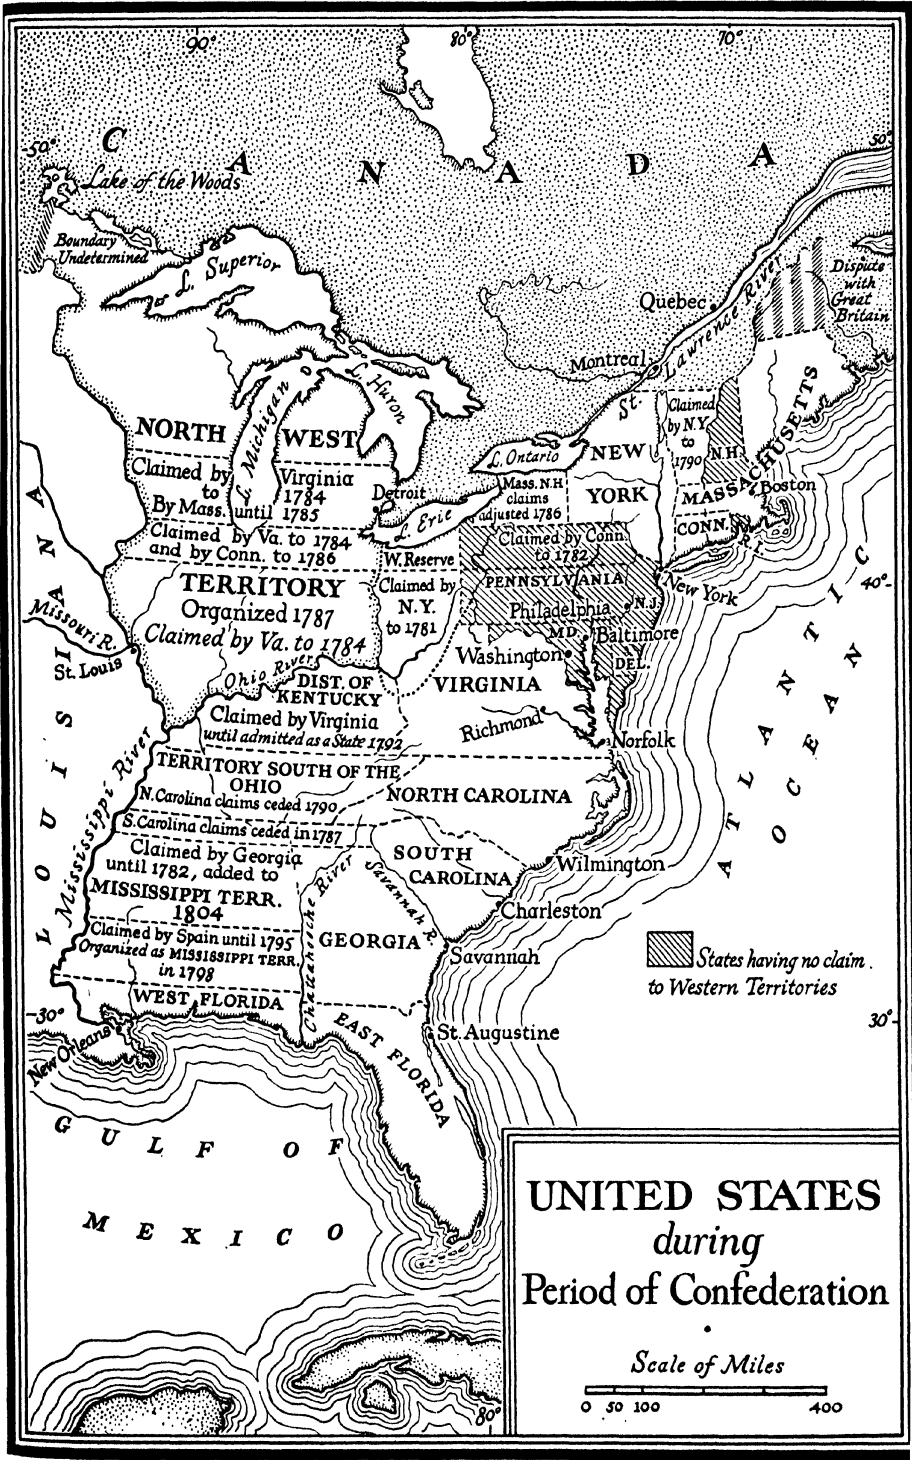 90°
80°
70°
50°
50°
CANADA
Lake of the Woods
Boundary
Undetermined
L. Superior
Dispute
with
Great
Britain
Quebec
St. Lawrence River
Montreal
L. Michigan
L. Huron
NORTH WEST
Claimed by Virginia
to 1784
By Mass. until 1785
Detroit
L. Ontario
L. Erie
NEW
YORK
Claimed
by N.Y.
to
1790
N.H.
MASSACHUSETTS
Boston
Mass. N.H
claims
adjusted 1786
CONN.
R.I.
Claimed by Va. to 1784
and by Conn. to 1786
W. Reserve
Claimed by Conn.
to 1782
PENNSYLVANIA
Philadelphia
N.J.
New York
40°
TERRITORY
Organized 1787
Claimed by Va. to 1784
Claimed by
N.Y.
to 1781
MD.
Baltimore
Washington
DEL.
VIRGINIA
Richmond
Norfolk
LOUISIANA
Missouri R.
St. Louis
Ohio River
DIST. OF
KENTUCKY
Claimed by Virginia
until admitted as a State 1792
Mississippi River
TERRITORY SOUTH OF THE
OHIO
N. Carolina claims ceded 1790
NORTH CAROLINA
S. Carolina claims ceded in 1787
Claimed by Georgia
until 1782, added to
MISSISSIPPI TERR.
1804
Claimed by Spain until 1795
Organized as MISSISSIPPI TERR.
in 1798
Chattahooche River
Savannah R.
SOUTH
CAROLINA
Wilmington
Charleston
GEORGIA
Savannah
WEST FLORIDA
30°
30°
New Orleans
EAST FLORIDA
St. Augustine
ATLANTIC
OCEAN
States having no claim.
to Western Territories
GULF OF
MEXICO
80°
UNITED STATES
during
Period of Confederation
Scale of Miles
0 50 100 400